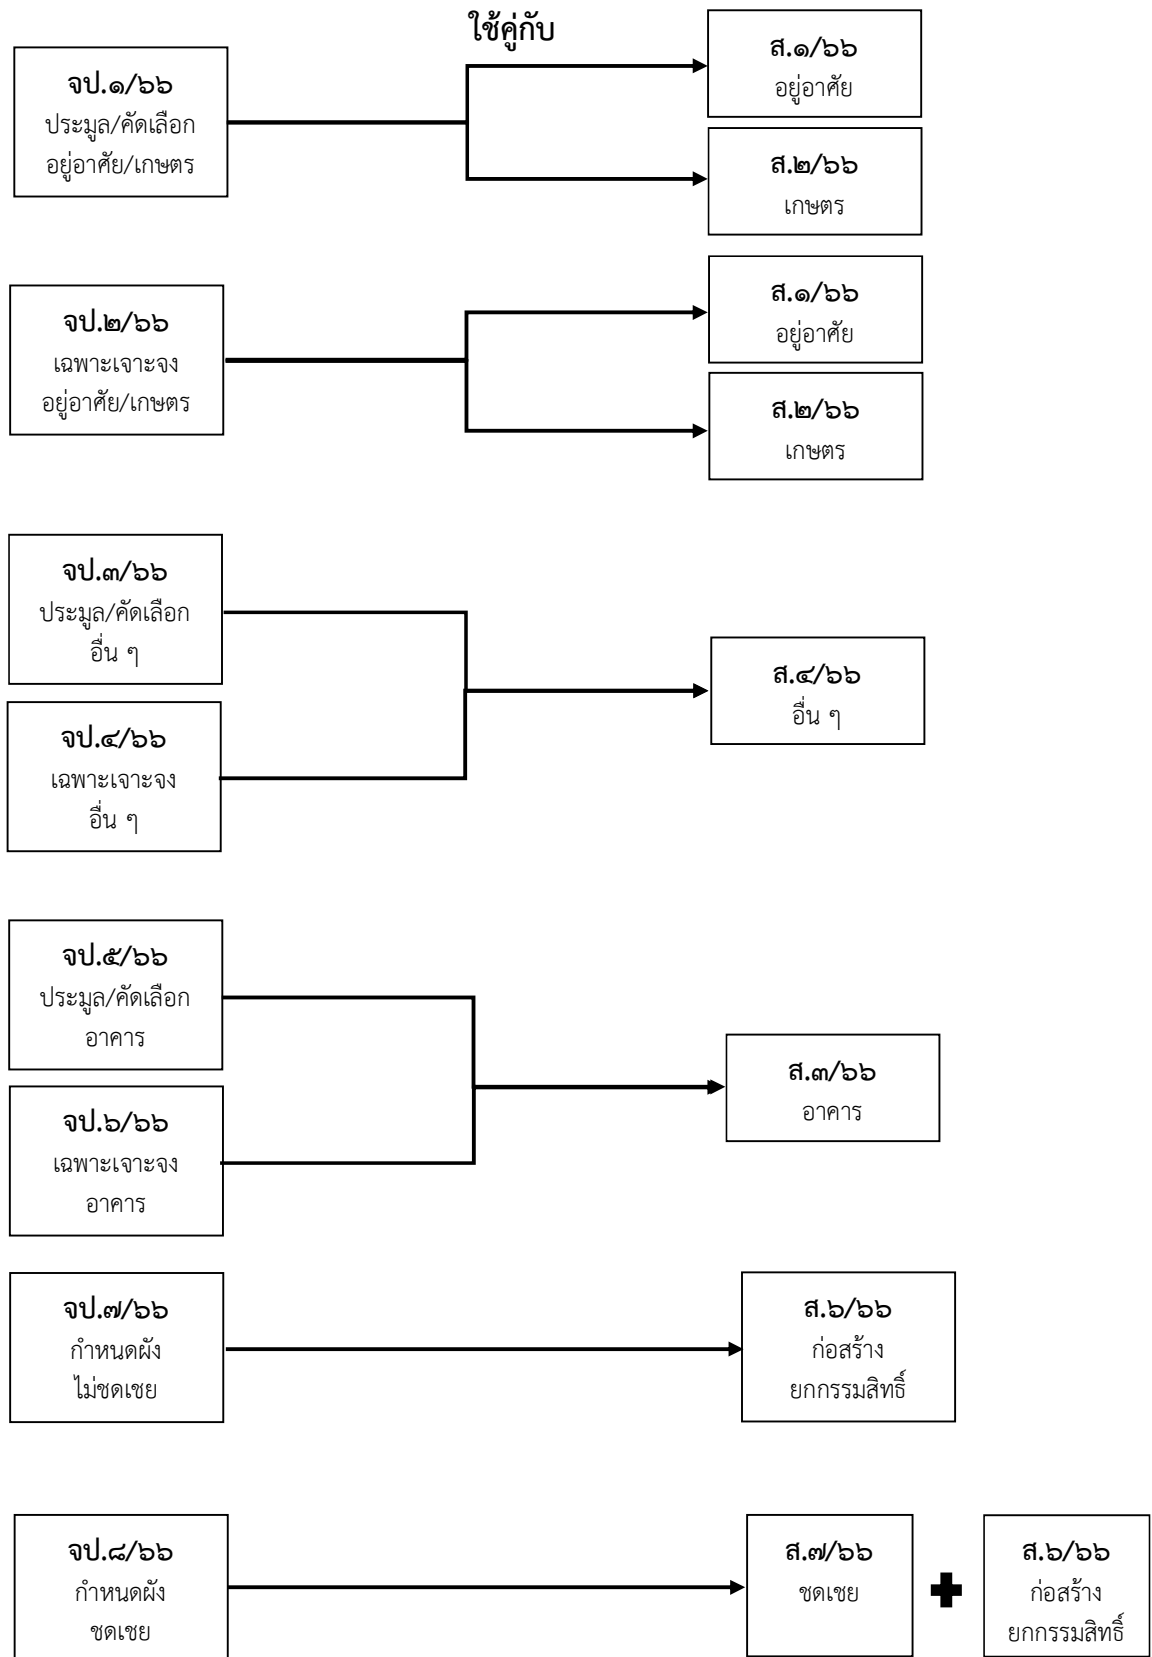 ใช้คู่กับ
จป.๑/๖๖
ประมูล/คัดเลือก
อยู่อาศัย/เกษตร
ส.๑/๖๖
อยู่อาศัย
ส.๒/๖๖
เกษตร
จป.๒/๖๖
เฉพาะเจาะจง
อยู่อาศัย/เกษตร
ส.๑/๖๖
อยู่อาศัย
ส.๒/๖๖
เกษตร
จป.๓/๖๖
ประมูล/คัดเลือก
อื่น ๆ
จป.๔/๖๖
เฉพาะเจาะจง
อื่น ๆ
ส.๔/๖๖
อื่น ๆ
จป.๕/๖๖
ประมูล/คัดเลือก
อาคาร
จป.๖/๖๖
เฉพาะเจาะจง
อาคาร
ส.๓/๖๖
อาคาร
จป.๗/๖๖
กำหนดผัง
ไม่ชดเชย
ส.๖/๖๖
ก่อสร้าง
ยกกรรมสิทธิ์
จป.๘/๖๖
กำหนดผัง
ชดเชย
ส.๗/๖๖
ชดเชย
ส.๖/๖๖
ก่อสร้าง
ยกกรรมสิทธิ์